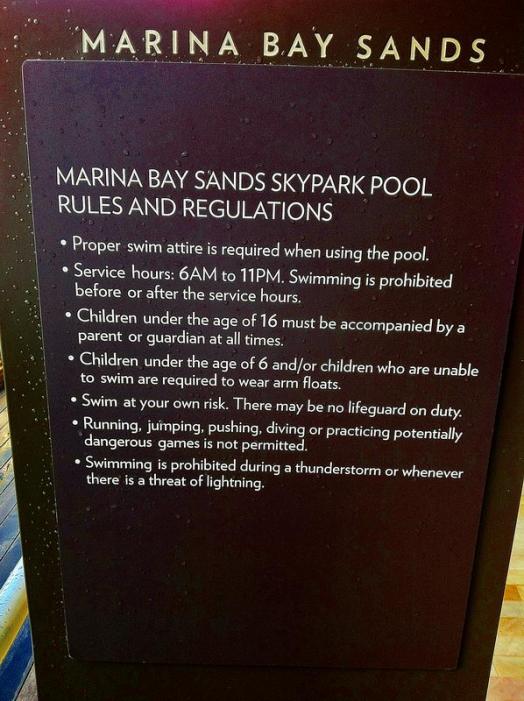 MARINA BAY SANDS
MARINA BAY SANDS SKYPARK POOL
RULES AND REGULATIONS
• Proper swim attire is required when using the pool.
• Service hours: 6AM to 11PM. Swimming is prohibited
before or after the service hours.
• Children under the age of 16 must be accompanied by a
parent or guardian at all times.
• Children under the age of 6 and/or children who are unable
to swim are required to wear arm floats.
• Swim at your own risk. There may be no lifeguard on duty.
• Running, jumping, pushing, diving or practicing potentially
dangerous games is not permitted.
• Swimming is prohibited during a thunderstorm or whenever
there is a threat of lightning.